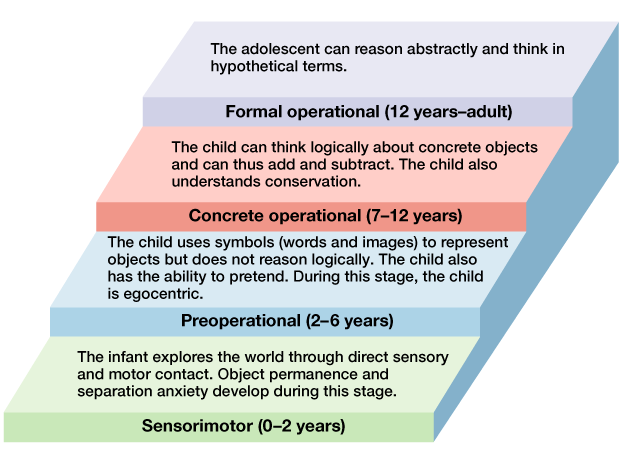 The adolescent can reason abstractly and think in
hypothetical terms.
Formal operational (12 years–adult)
The child can think logically about concrete objects
and can thus add and subtract. The child also
understands conservation.
Concrete operational (7–12 years)
The child uses symbols (words and images) to represent
objects but does not reason logically. The child also
has the ability to pretend. During this stage, the child
is egocentric.
Preoperational (2–6 years)
The infant explores the world through direct sensory
and motor contact. Object permanence and
separation anxiety develop during this stage.
Sensorimotor (0–2 years)